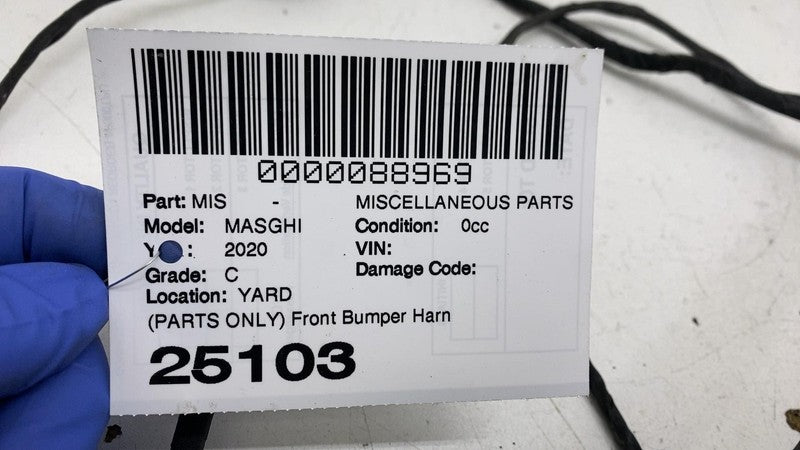 0000088969
Part: MIS - MISCELLANEOUS PARTS
Model: MASGHI Condition: 0cc
: 2020 VIN:
Grade: C Damage Code:
Location: YARD
(PARTS ONLY) Front Bumper Harn
25103